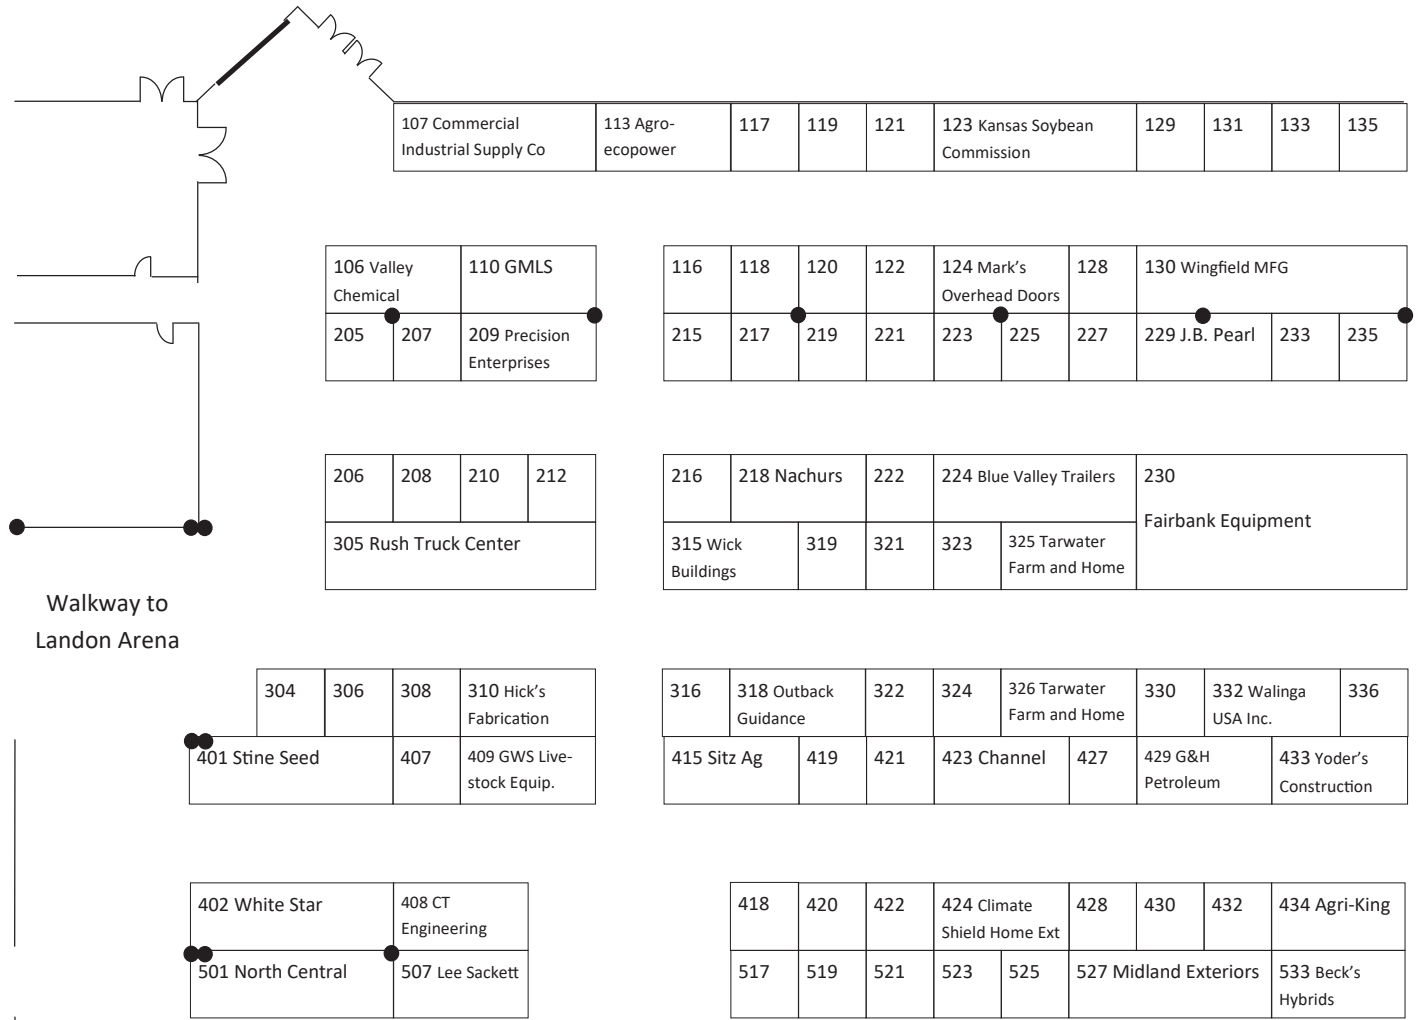 107 Commercial
Industrial Supply Co
113 Agro-
ecopower
117
119
121
123 Kansas Soybean
Commission
129
131
133
135
106 Valley
Chemical
110 GMLS
116
118
120
122
124 Mark's
Overhead Doors
128
130 Wingfield MFG
205
207
209 Precision
Enterprises
215
217
219
221
223
225
227
229 J.B. Pearl
233
235
206
208
210
212
216
218 Nachurs
222
224 Blue Valley Trailers
230
Fairbank Equipment
305 Rush Truck Center
315 Wick
Buildings
319
321
323
325 Tarwater
Farm and Home
Walkway to
Landon Arena
304
306
308
310 Hick's
Fabrication
316
318 Outback
Guidance
322
324
326 Tarwater
Farm and Home
330
332 Walinga
USA Inc.
336
401 Stine Seed
407
409 GWS Live-
stock Equip.
415 Sitz Ag
419
421
423 Channel
427
429 G&H
Petroleum
433 Yoder's
Construction
402 White Star
408 CT
Engineering
418
420
422
424 Climate
Shield Home Ext
428
430
432
434 Agri-King
501 North Central
507 Lee Sackett
517
519
521
523
525
527 Midland Exteriors
533 Beck's
Hybrids